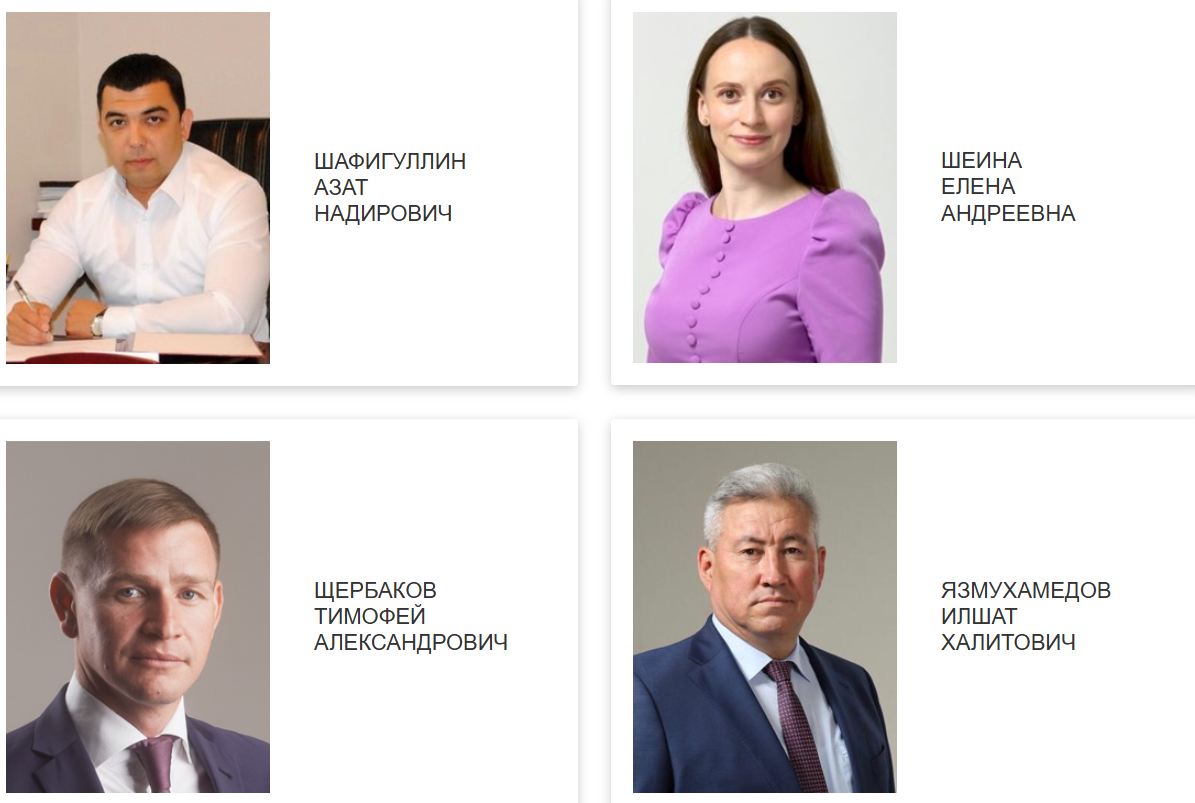 ШАФИГУЛЛИН
АЗАТ
НАДИРОВИЧ
ШЕИНА
ЕЛЕНА
АНДРЕЕВНА
ЩЕРБАКОВ
ТИМОФЕЙ
АЛЕКСАНДРОВИЧ
ЯЗМУХАМЕДОВ
ИЛШАТ
ХАЛИТОВИЧ